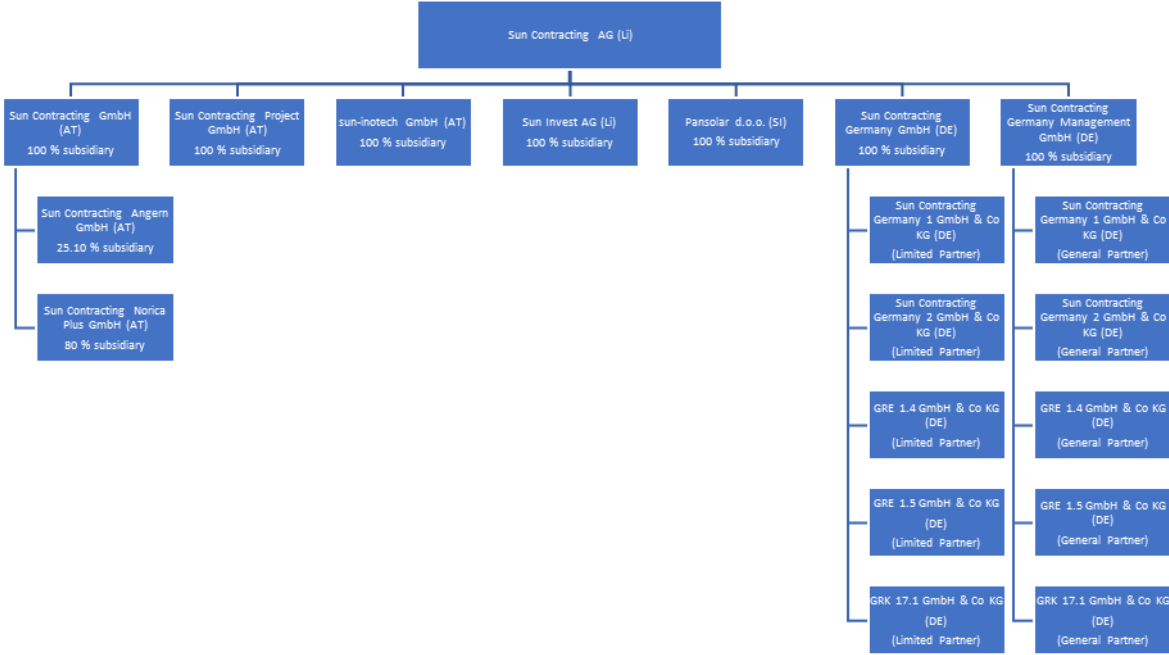 Sun Contracting AG (Li)
Sun Contracting GmbH
(AT)
100 % subsidiary
Sun Contracting Project
GmbH (AT)
100 % subsidiary
sun-inotech GmbH (AT)
100 % subsidiary
Sun Invest AG (Li)
100 % subsidiary
Pansolar d.o.o. (SI)
100 % subsidiary
Sun Contracting
Germany GmbH (DE)
100 % subsidiary
Sun Contracting
Germany Management
GmbH (DE)
100 % subsidiary
Sun Contracting Angern
GmbH (AT)
25.10 % subsidiary
Sun Contracting Norica
Plus GmbH (AT)
80 % subsidiary
Sun Contracting
Germany 1 GmbH & Co
KG (DE)
(Limited Partner)
Sun Contracting
Germany 2 GmbH & Co
KG (DE)
(Limited Partner)
GRE 1.4 GmbH & Co KG
(DE)
(Limited Partner)
GRE 1.5 GmbH & Co KG
(DE)
(Limited Partner)
GRK 17.1 GmbH & Co KG
(DE)
(Limited Partner)
Sun Contracting
Germany 1 GmbH & Co
KG (DE)
(General Partner)
Sun Contracting
Germany 2 GmbH & Co
KG (DE)
(General Partner)
GRE 1.4 GmbH & Co KG
(DE)
(General Partner)
GRE 1.5 GmbH & Co KG
(DE)
(General Partner)
GRK 17.1 GmbH & Co KG
(DE)
(General Partner)